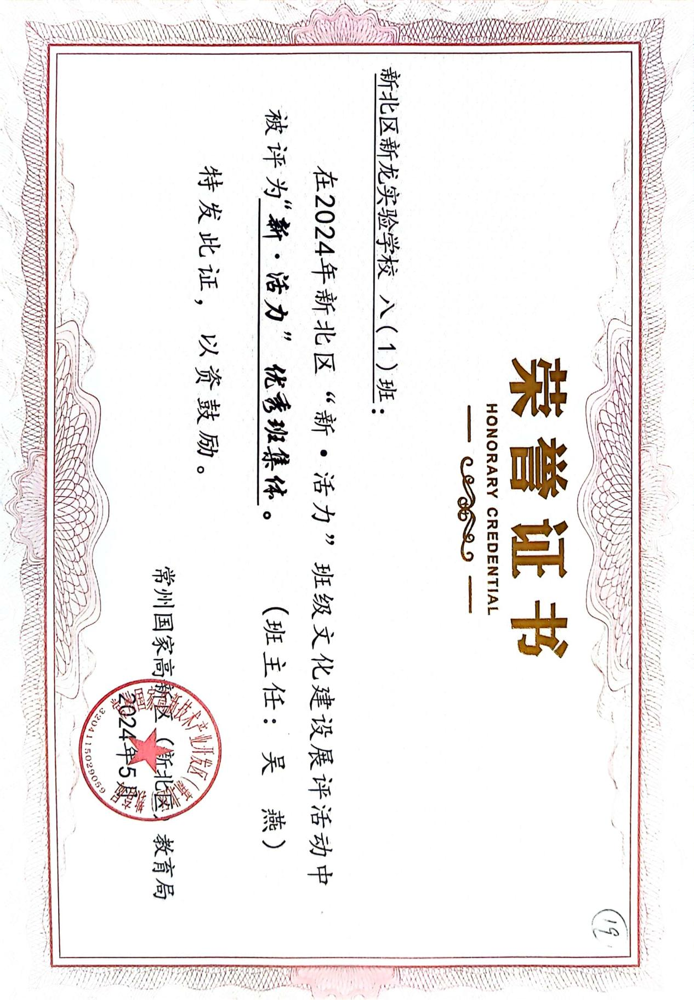 荣誉证书
HONORARY CREDENTIAL
新北区新龙实验学校 八(1)班：
在2024年新北区“新·活力”班级文化建设展评活动中
被评为“新·活力”优秀班集体。 (班主任：吴 燕)
特发此证，以资鼓励。
常州国家高新区（新北区）教育局
2024年5月
3204115029059
19